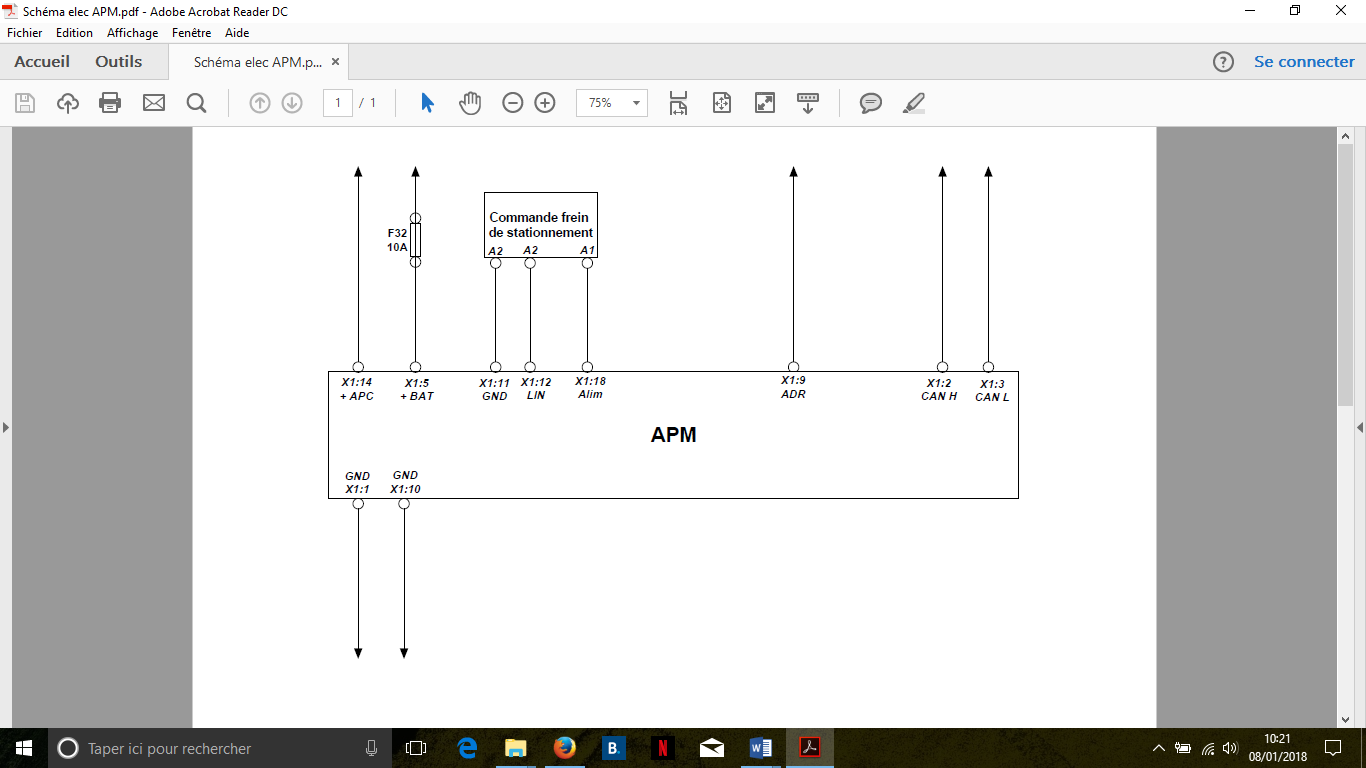 Schéma elec APM.pdf - Adobe Acrobat Reader DC
Fichier Edition Affichage Fenêtre Aide
Accueil Outils Schéma elec APM.p... × ? Se connecter
1 / 1 75%
Commande frein
de stationnement
A2 A2 A1
F32
10A
X1:14
+ APC
X1:5
+ BAT
X1:11
GND
X1:12
LIN
X1:18
Alim
X1:9
ADR
X1:2
CAN H
X1:3
CAN L
APM
GND
X1:1
GND
X1:10
Taper ici pour rechercher
B.
N
10:21
08/01/2018